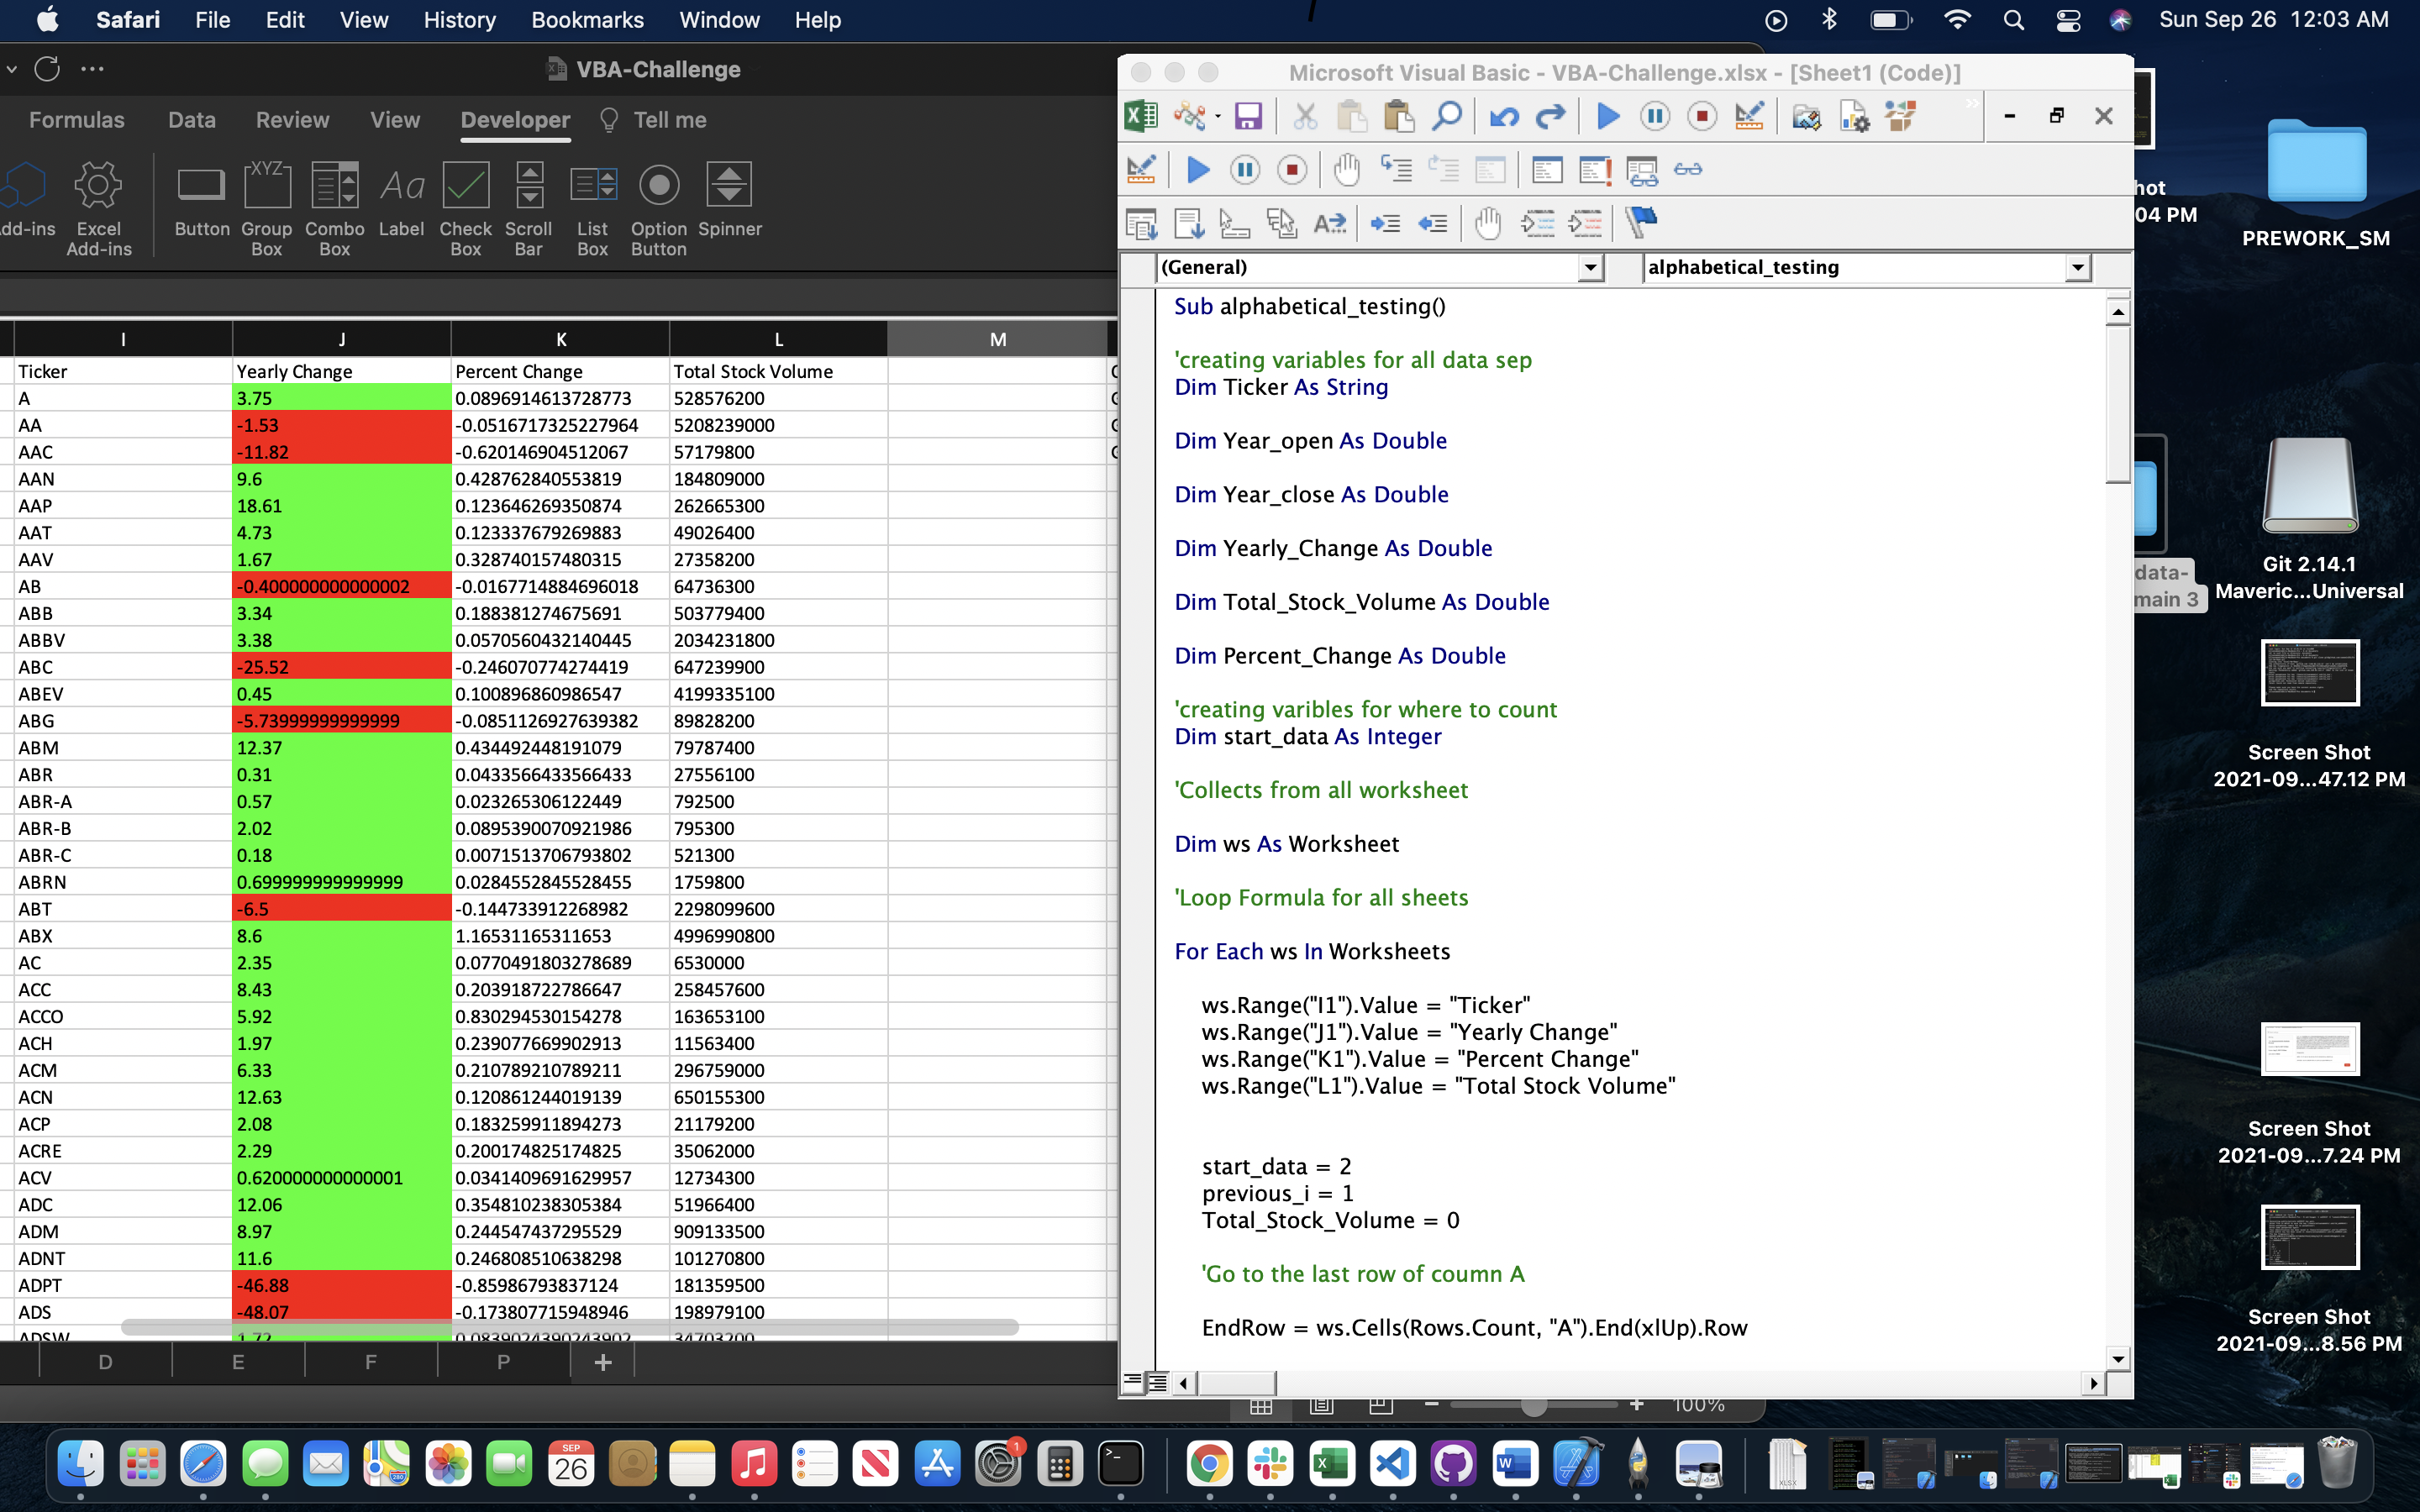 Safari File Edit View History Bookmarks Window Help Sun Sep 26 12:03 AM
VBA-Challenge
Formulas Data Review View Developer Tell me
dd-ins Excel Add-ins Button Group Box Combo Box Label Check Box Scroll Bar List Box Option Button Spinner
XYZ
Aa
I J K L M
Ticker Yearly Change Percent Change Total Stock Volume
A 3.75 0.0896914613728773 528576200
AA -1.53 -0.0516717325227964 5208239000
AAC -11.82 -0.620146904512067 57179800
AAN 9.6 0.428762840553819 184809000
AAP 18.61 0.123646269350874 262665300
AAT 4.73 0.123337679269883 49026400
AAV 1.67 0.328740157480315 27358200
AB -0.400000000000002 -0.0167714884696018 64736300
ABB 3.34 0.188381274675691 503779400
ABBV 3.38 0.0570560432140445 2034231800
ABC -25.52 -0.246070774274419 647239900
ABEV 0.45 0.100896860986547 4199335100
ABG -5.73999999999999 -0.0851126927639382 89828200
ABM 12.37 0.434492448191079 79787400
ABR 0.31 0.0433566433566433 27556100
ABR-A 0.57 0.023265306122449 792500
ABR-B 2.02 0.0895390070921986 795300
ABR-C 0.18 0.0071513706793802 521300
ABRN 0.699999999999999 0.0284552845528455 1759800
ABT -6.5 -0.144733912268982 2298099600
ABX 8.6 1.16531165311653 4996990800
AC 2.35 0.0770491803278689 6530000
ACC 8.43 0.203918722786647 258457600
ACCO 5.92 0.830294530154278 163653100
ACH 1.97 0.239077669902913 11563400
ACM 6.33 0.210789210789211 296759000
ACN 12.63 0.120861244019139 650155300
ACP 2.08 0.183259911894273 21179200
ACRE 2.29 0.200174825174825 35062000
ACV 0.620000000000001 0.0341409691629957 12734300
ADC 12.06 0.354810238305384 51966400
ADM 8.97 0.244547437295529 909133500
ADNT 11.6 0.246808510638298 101270800
ADPT -46.88 -0.85986793837124 181359500
ADS -48.07 -0.173807715948946 198979100
ADSW 1.72 0.0839024390243902 34703200
D E F P +
100%
Microsoft Visual Basic - VBA-Challenge.xlsx - [Sheet1 (Code)]
(General) alphabetical_testing
Sub alphabetical_testing()
'creating variables for all data sep
Dim Ticker As String
Dim Year_open As Double
Dim Year_close As Double
Dim Yearly_Change As Double
Dim Total_Stock_Volume As Double
Dim Percent_Change As Double
'creating varibles for where to count
Dim start_data As Integer
'Collects from all worksheet
Dim ws As Worksheet
'Loop Formula for all sheets
For Each ws In Worksheets
ws.Range("I1").Value = "Ticker"
ws.Range("J1").Value = "Yearly Change"
ws.Range("K1").Value = "Percent Change"
ws.Range("L1").Value = "Total Stock Volume"
start_data = 2
previous_i = 1
Total_Stock_Volume = 0
'Go to the last row of coumn A
EndRow = ws.Cells(Rows.Count, "A").End(xlUp).Row
hot
04 PM
PREWORK_SM
data-
main 3
Git 2.14.1
Maveric...Universal
Screen Shot
2021-09...47.12 PM
Screen Shot
2021-09...7.24 PM
Screen Shot
2021-09...8.56 PM
SEP
26
280
1
XLSX